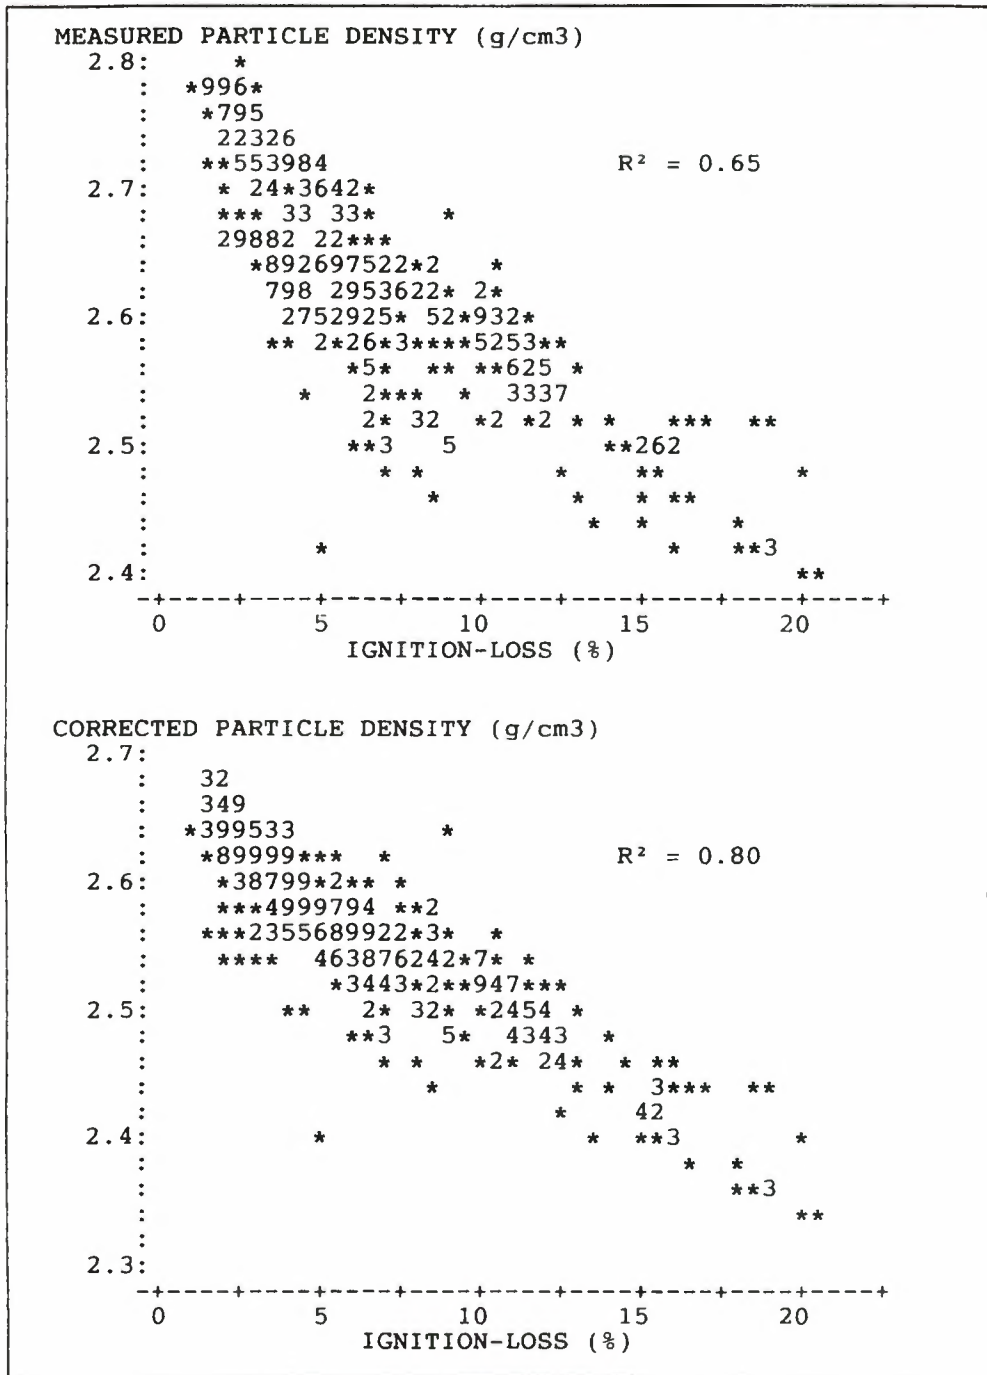 MEASURED PARTICLE DENSITY (g/cm3)
2.8:           *
:        *996*
:         *795
:          22326
:         **553984                  R² = 0.65
2.7:          * 24*3642*
:          *** 33 33*    *
:          29882 22***
:            *892697522*2   *
:             798 2953622* 2*
2.6:              2752925* 52*932*
:             ** 2*26*3****5253**
:                  *5*  ** **625  *
:               *   2***  *  3337
:                   2* 32  *2 *2 * *   ***  **
2.5:                  **3   5         **262
:                    * *        *    **        *
:                       *        *   * **
:                                 *  *     *
:                *                     *   **3
2.4:                                              **
-+----+----+----+----+----+----+----+----+----+
0         5         10        15        20
IGNITION-LOSS (%)
CORRECTED PARTICLE DENSITY (g/cm3)
2.7:
:         32
:         349
:        *399533         *
:         *89999***  *              R² = 0.80
2.6:          *38799*2** *
:          ***4999794 **2
:         ***2355689922*3*  *
:          ****  463876242*7* *
:                 *3443*2**947***
2.5:              **   2* 32* *2454 *
:                  **3   5*  4343  *
:                    * *   *2* 24*  * **
:                       *        * *  3***  **
:                               *    42
2.4:                *                *  **3       *
:                                       *  *
:                                          **3
:                                              **
:
2.3:
-+----+----+----+----+----+----+----+----+----+
0         5         10        15        20
IGNITION-LOSS (%)